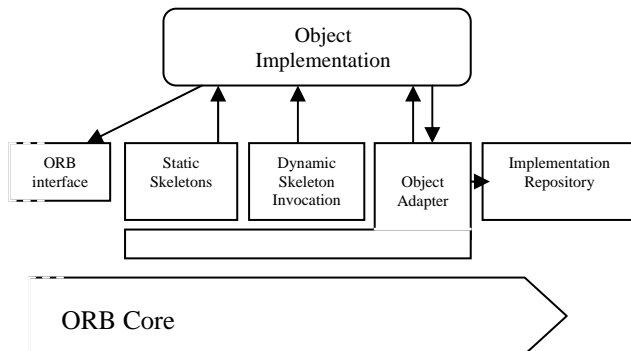 Object
Implementation
ORB
interface
Static
Skeletons
Dynamic
Skeleton
Invocation
Object
Adapter
Implementation
Repository
ORB Core